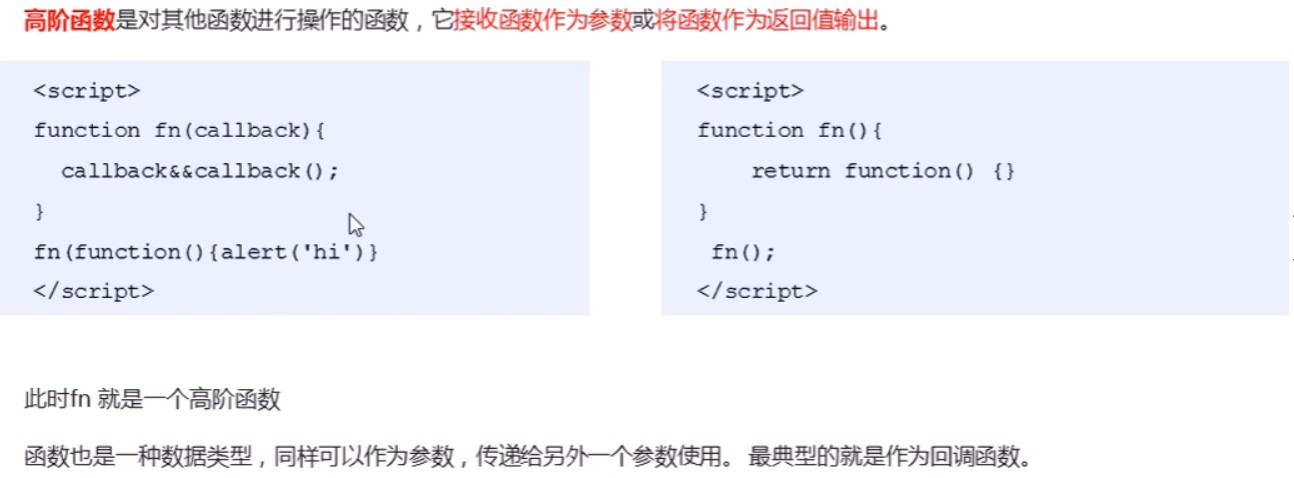 高阶函数是对其他函数进行操作的函数，它接收函数作为参数或将函数作为返回值输出。
<script>
function fn(callback){
  callback&&callback();
}
fn(function(){alert('hi')}
</script>
<script>
function fn(){
    return function() {}
}
 fn();
</script>
此时fn 就是一个高阶函数
函数也是一种数据类型，同样可以作为参数，传递给另外一个参数使用。 最典型的就是作为回调函数。